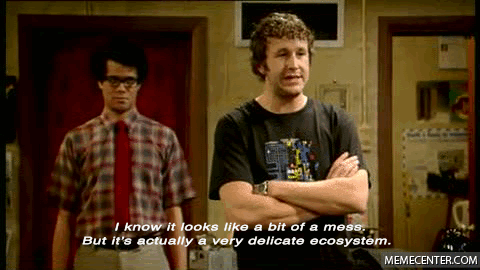 I know it looks like a bit of a mess.
But it's actually a very delicate ecosystem.
MEMECENTER.COM